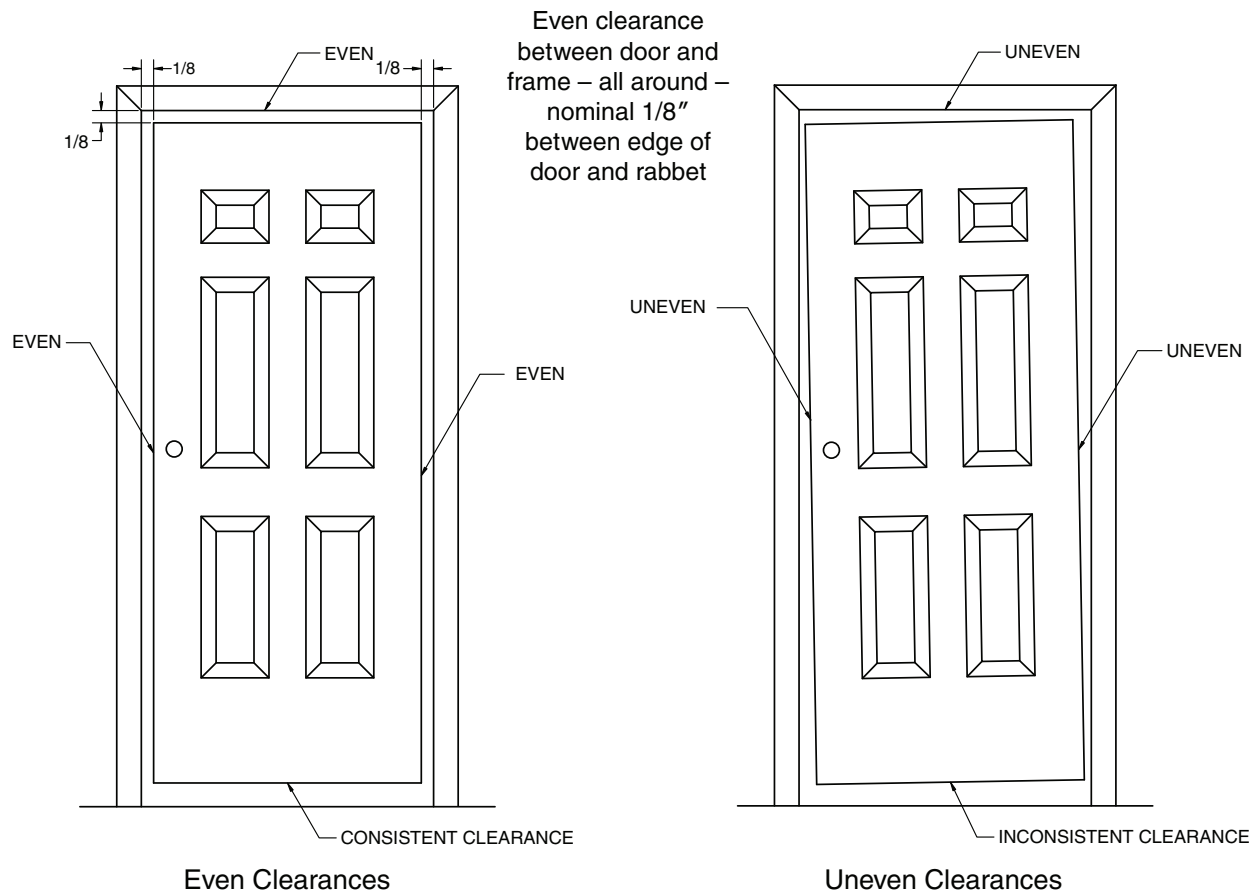 EVEN
1/8
1/8
1/8
EVEN
EVEN
CONSISTENT CLEARANCE
Even Clearances
Even clearance
between door and
frame – all around –
nominal 1/8″
between edge of
door and rabbet
UNEVEN
UNEVEN
UNEVEN
INCONSISTENT CLEARANCE
Uneven Clearances